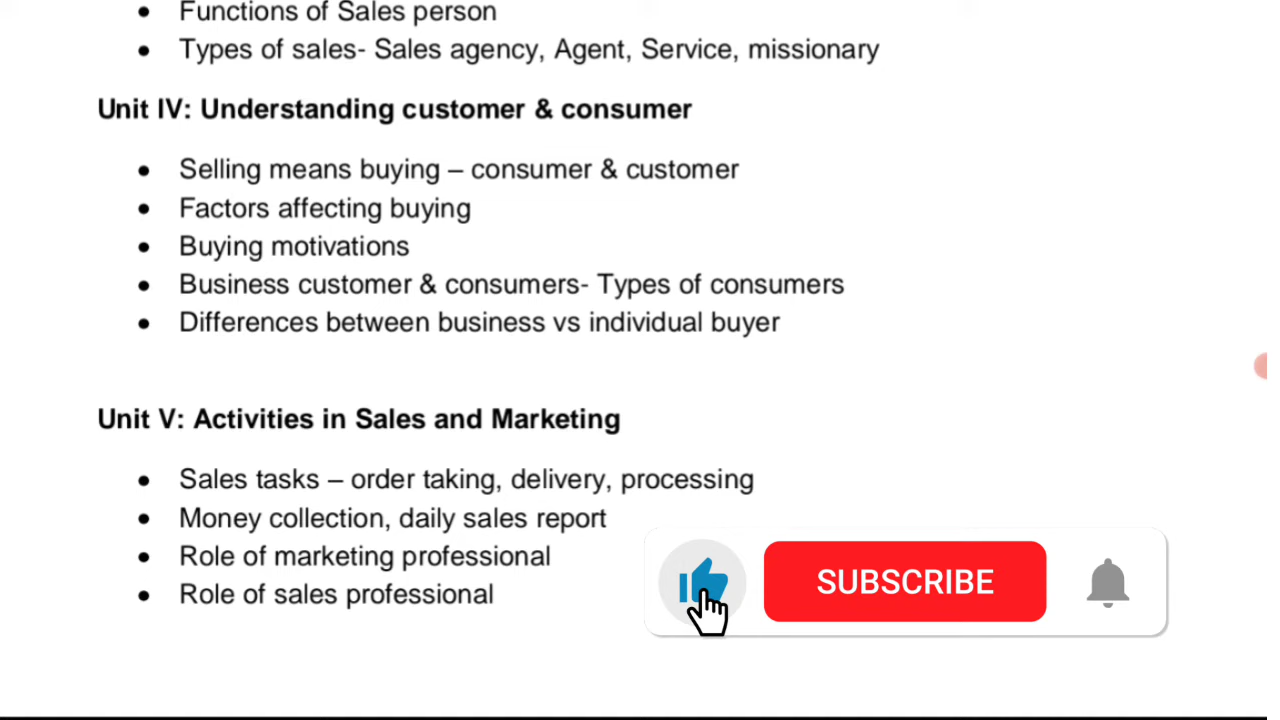 • Functions of Sales person
• Types of sales- Sales agency, Agent, Service, missionary
Unit IV: Understanding customer & consumer
• Selling means buying – consumer & customer
• Factors affecting buying
• Buying motivations
• Business customer & consumers- Types of consumers
• Differences between business vs individual buyer
Unit V: Activities in Sales and Marketing
• Sales tasks – order taking, delivery, processing
• Money collection, daily sales report
• Role of marketing professional
• Role of sales professional
SUBSCRIBE